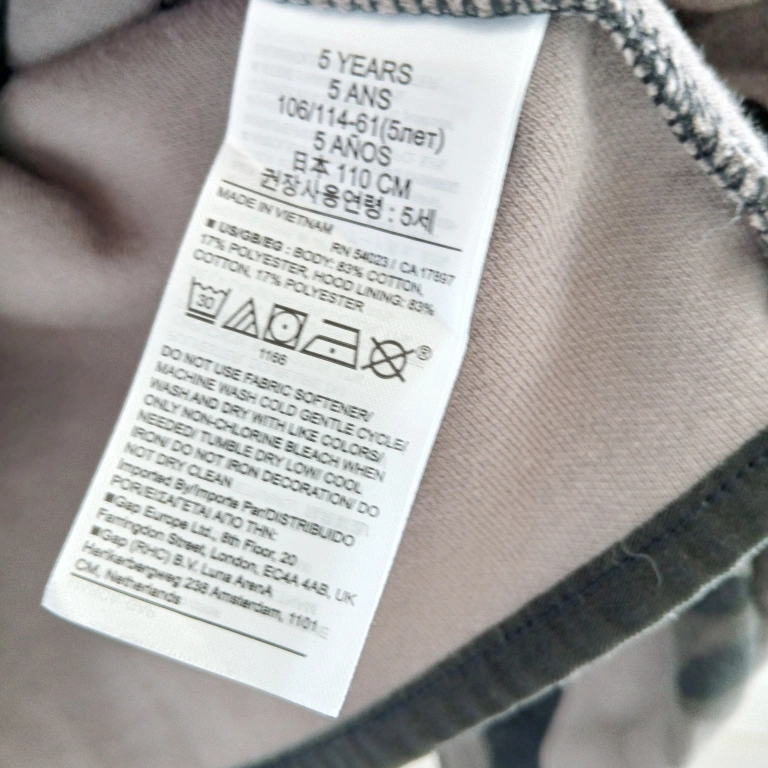 5 YEARS
5 ANS
106/114-61(5лет)
5 AÑOS
日本 110 CM
권장사용연령 : 5세
MADE IN VIETNAM
RN 54023 / CA 17897
■ US/GB/EG : BODY: 83% COTTON,
17% POLYESTER, HOOD LINING: 83%
COTTON, 17% POLYESTER
30
®
1166
DO NOT USE FABRIC SOFTENER/
MACHINE WASH COLD GENTLE CYCLE/
WASH AND DRY WITH LIKE COLORS/
ONLY NON-CHLORINE BLEACH WHEN
NEEDED/ TUMBLE DRY LOW/ COOL
IRON/ DO NOT IRON DECORATION/ DO
NOT DRY CLEAN
Imported By/Importe Par/DISTRIBUIDO
POR/ΕΙΣΑΓΕΤΑΙ ΑΠΟ ΤΗΝ:
■Gap Europe Ltd., 8th Floor, 20
Farringdon Street, London, EC4A 4AB, UK
■Gap (RHC) B.V. Luna ArenA
Herikerbergweg 238 Amsterdam, 1101
CM, Netherlands